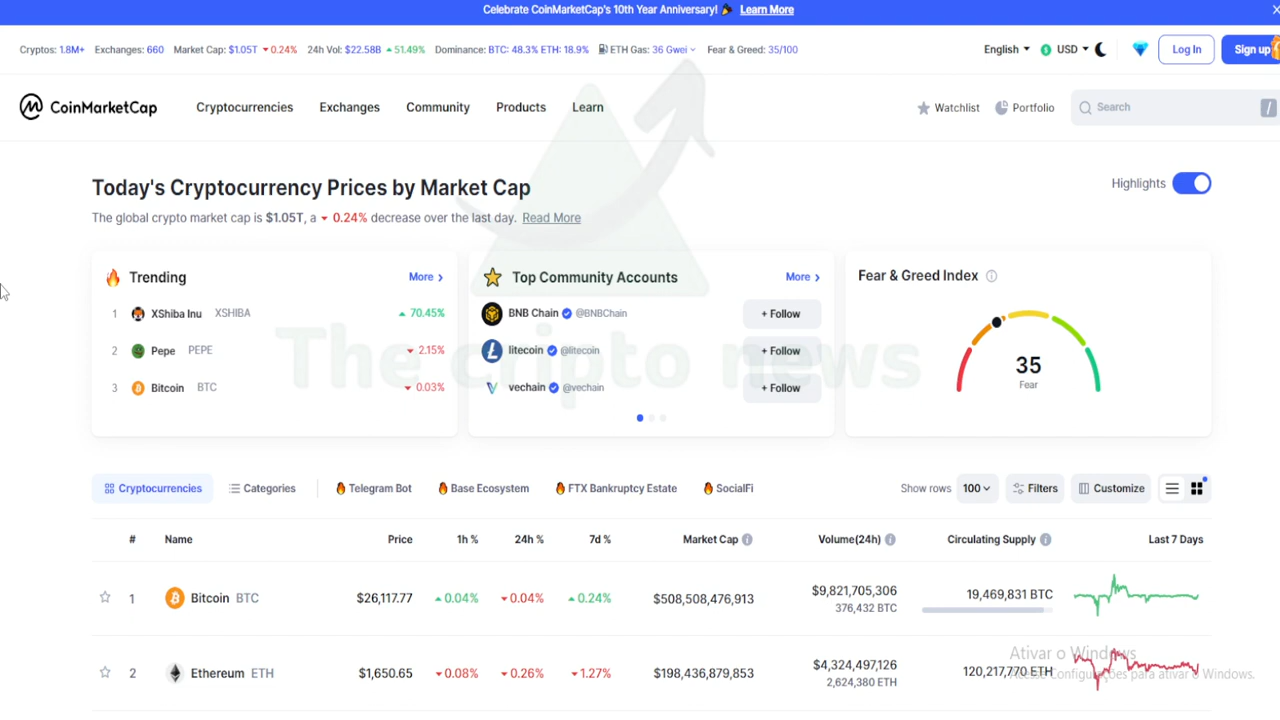 Celebrate CoinMarketCap's 10th Year Anniversary! Learn More
Cryptos: 1.8M+ Exchanges: 660 Market Cap: $1.05T 0.24% 24h Vol: $22.58B 51.49% Dominance: BTC: 48.3% ETH: 18.9% ETH Gas: 36 Gwei Fear & Greed: 35/100 English USD Log In Sign up
CoinMarketCap Cryptocurrencies Exchanges Community Products Learn Watchlist Portfolio Search /
Today's Cryptocurrency Prices by Market Cap Highlights
The global crypto market cap is $1.05T, a 0.24% decrease over the last day. Read More
Trending More
1 XShiba Inu XSHIBA 70.45%
2 Pepe PEPE 2.15%
3 Bitcoin BTC 0.03%
Top Community Accounts More
BNB Chain @BNBChain + Follow
litecoin @litecoin + Follow
vechain @vechain + Follow
Fear & Greed Index
35
Fear
The cripto news
Cryptocurrencies Categories Telegram Bot Base Ecosystem FTX Bankruptcy Estate SocialFi Show rows 100 Filters Customize
# Name Price 1h % 24h % 7d % Market Cap Volume(24h) Circulating Supply Last 7 Days
1 Bitcoin BTC $26,117.77 0.04% 0.04% 0.24% $508,508,476,913 $9,821,705,306 19,469,831 BTC
376,432 BTC
2 Ethereum ETH $1,650.65 0.08% 0.26% 1.27% $198,436,879,853 $4,324,497,126 120,217,770 ETH
2,624,380 ETH
Ativar o Windows
Acesse Configurações para ativar o Windows.